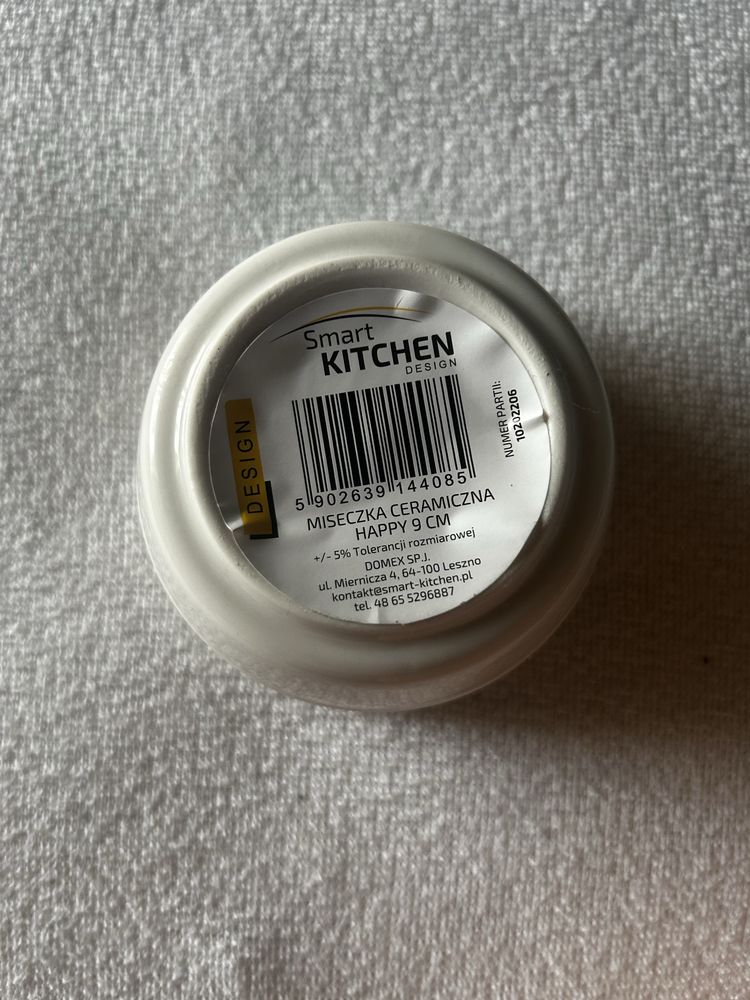 Smart
KITCHEN
DESIGN
DESIGN
NUMER PARTII:
10202206
5 902639 144085
MISECZKA CERAMICZNA
HAPPY 9 CM
+/- 5% Tolerancji rozmiarowej
DOMEX SP.J.
ul. Miernicza 4, 64-100 Leszno
kontakt@smart-kitchen.pl
tel. 48 65 5296887